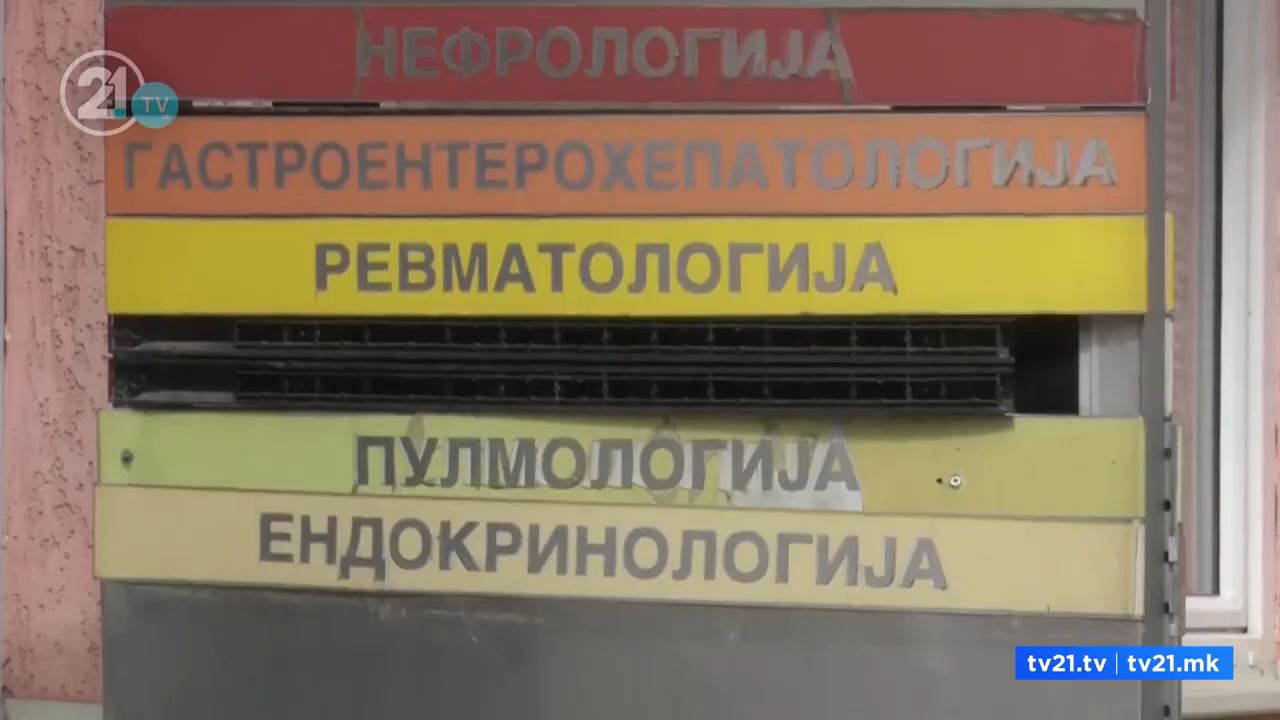 НЕФРОЛОГИЈА
21 TV
ГАСТРОЕНТЕРОХЕПАТОЛОГИЈА
РЕВМАТОЛОГИЈА
ПУЛМОЛОГИЈА
ЕНДОКРИНОЛОГИЈА
tv21.tv | tv21.mk